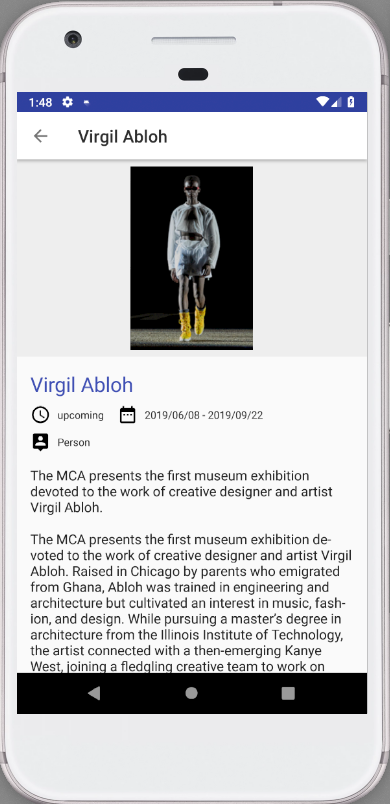 1:48
Virgil Abloh
Virgil Abloh
upcoming 2019/06/08 - 2019/09/22
Person
The MCA presents the first museum exhibition
devoted to the work of creative designer and artist
Virgil Abloh.
The MCA presents the first museum exhibition de-
voted to the work of creative designer and artist Virgil
Abloh. Raised in Chicago by parents who emigrated
from Ghana, Abloh was trained in engineering and
architecture but cultivated an interest in music, fash-
ion, and design. While pursuing a master's degree in
architecture from the Illinois Institute of Technology,
the artist connected with a then-emerging Kanye
West, joining a fledgling creative team to work on